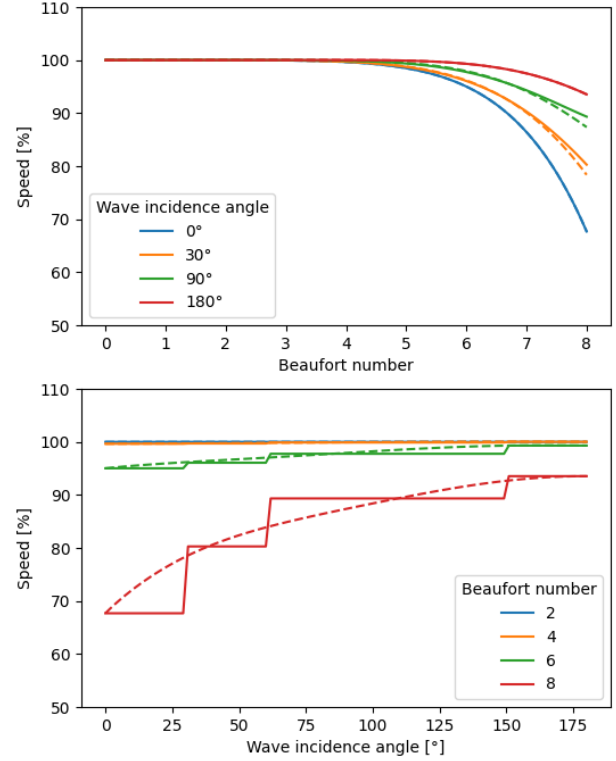 110
100
90
80
70
60
50
Speed [%]
Wave incidence angle
0°
30°
90°
180°
0 1 2 3 4 5 6 7 8
Beaufort number
110
100
90
80
70
60
50
Speed [%]
Beaufort number
2
4
6
8
0 25 50 75 100 125 150 175
Wave incidence angle [°]